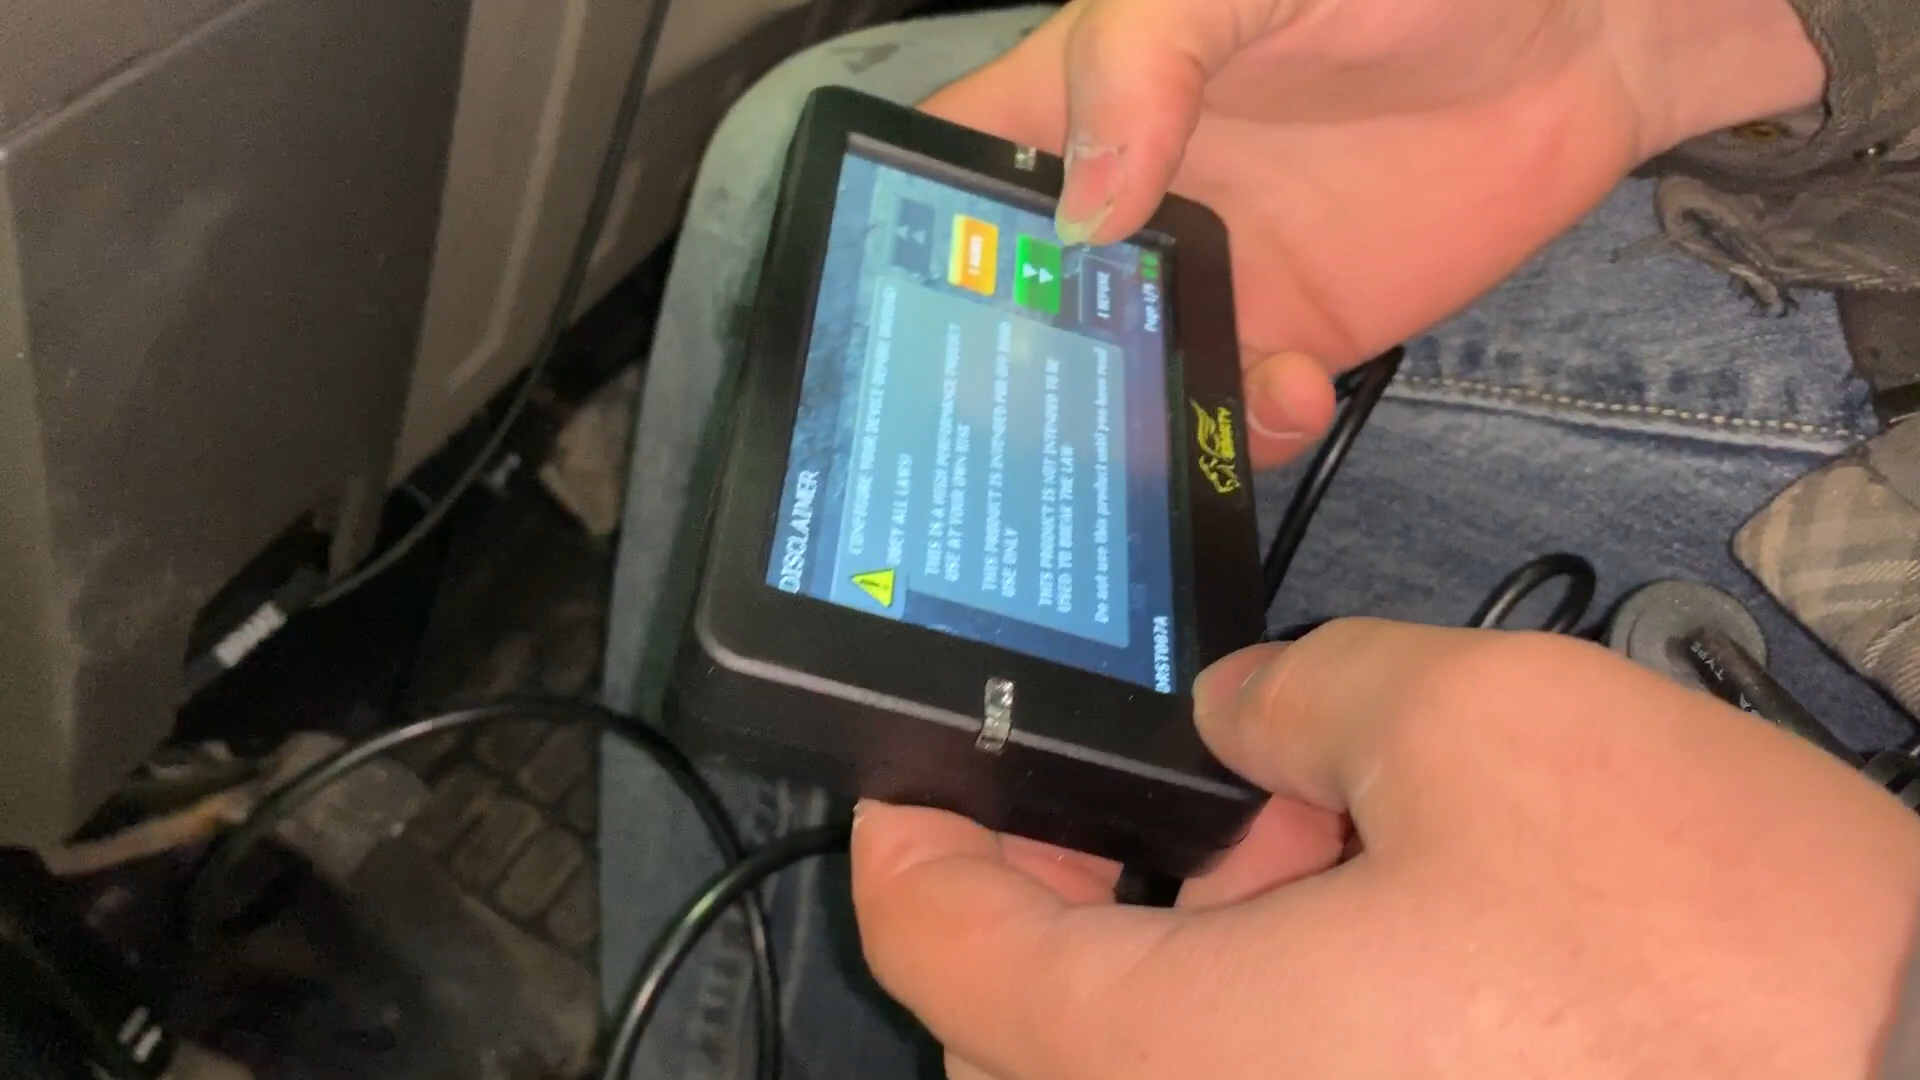 DISCLAIMER
CONFIGURE YOUR DEVICE BEFORE DRIVING!
OBEY ALL LAWS!
THIS IS A HIGH PERFORMANCE PRODUCT
USE AT YOUR OWN RISK
THIS PRODUCT IS INTENDED FOR OFF ROAD
USE ONLY
THIS PRODUCT IS NOT INTENDED TO BE
USED TO BREAK THE LAW
Do not use this product until you have read
I AGREE
I REFUSE
Page 1/9
TYPE